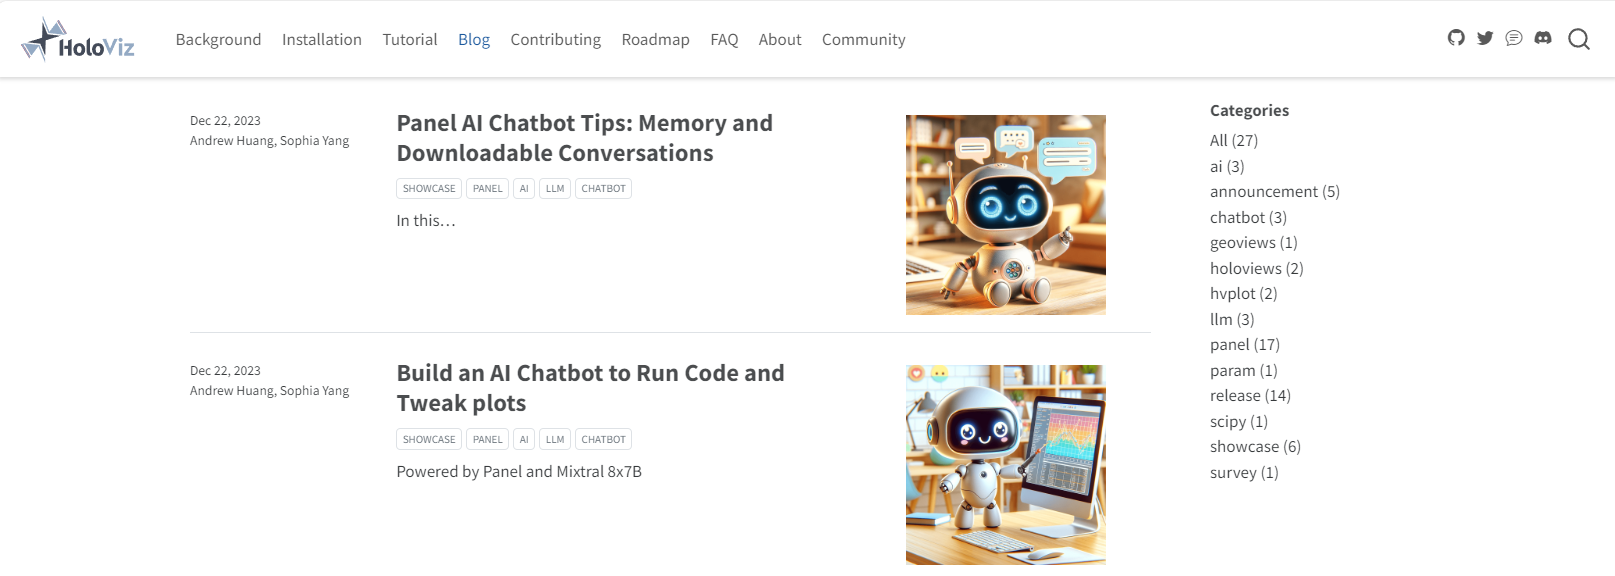 HoloViz
Background Installation Tutorial Blog Contributing Roadmap FAQ About Community
Dec 22, 2023
Andrew Huang, Sophia Yang
Panel AI Chatbot Tips: Memory and
Downloadable Conversations
SHOWCASE PANEL AI LLM CHATBOT
In this…
Dec 22, 2023
Andrew Huang, Sophia Yang
Build an AI Chatbot to Run Code and
Tweak plots
SHOWCASE PANEL AI LLM CHATBOT
Powered by Panel and Mixtral 8x7B
Categories
All (27)
ai (3)
announcement (5)
chatbot (3)
geoviews (1)
holoviews (2)
hvplot (2)
llm (3)
panel (17)
param (1)
release (14)
scipy (1)
showcase (6)
survey (1)